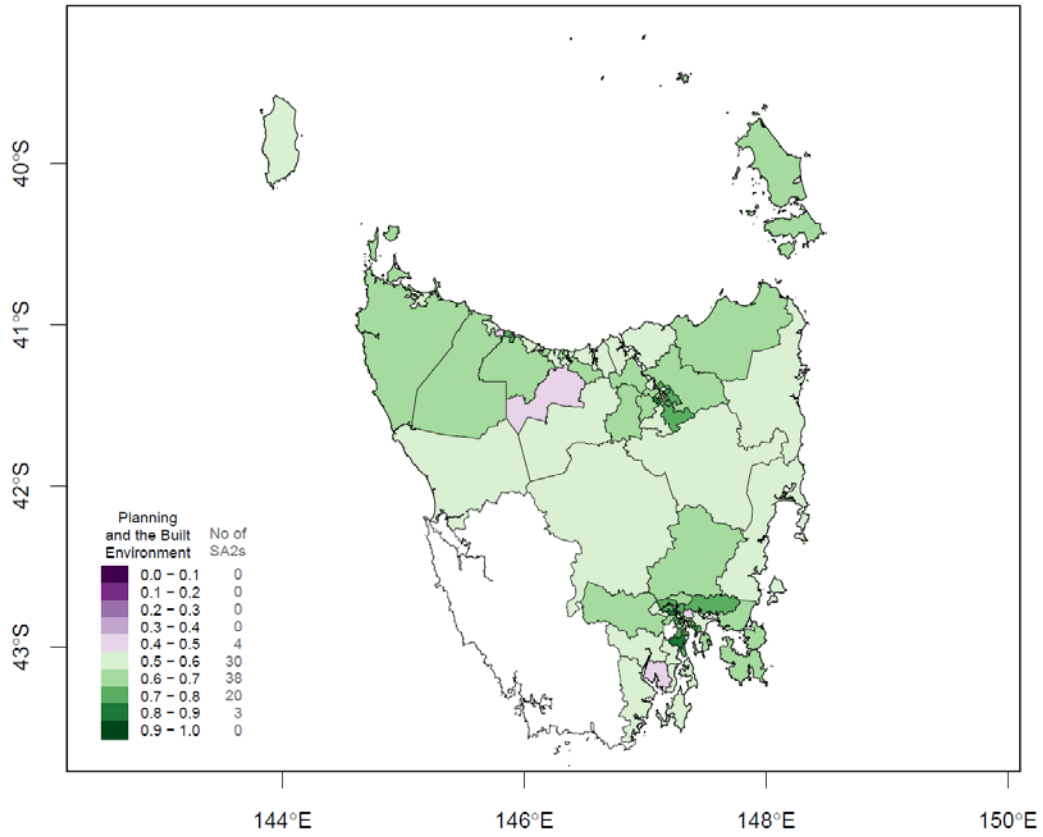 40°S
41°S
42°S
43°S
Planning
and the Built
Environment
No of
SA2s
0.0 − 0.1 0
0.1 − 0.2 0
0.2 − 0.3 0
0.3 − 0.4 0
0.4 − 0.5 4
0.5 − 0.6 30
0.6 − 0.7 38
0.7 − 0.8 20
0.8 − 0.9 3
0.9 − 1.0 0
144°E 146°E 148°E 150°E